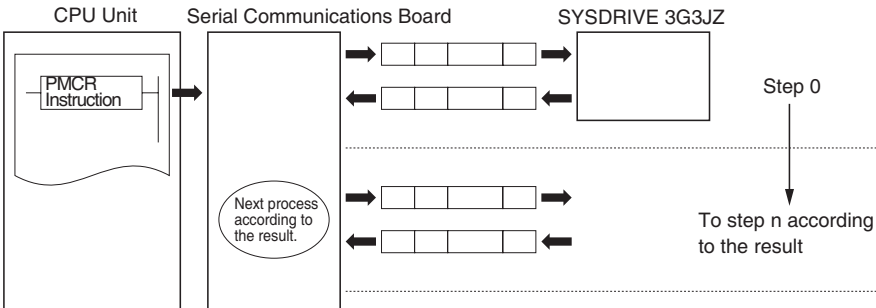 CPU Unit
Serial Communications Board
SYSDRIVE 3G3JZ
PMCR
Instruction
Step 0
Next process
according to
the result.
To step n according
to the result